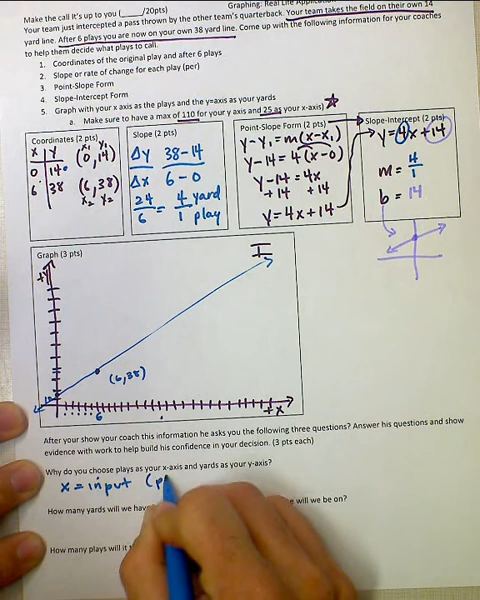 Graphing: Real Life Application
Make the call It's up to you (____/20pts)
Your team just intercepted a pass thrown by the other team's quarterback. Your team takes the field on their own 14
yard line. After 6 plays you are now on your own 38 yard line. Come up with the following information for your coaches
to help them decide what plays to call.
1. Coordinates of the original play and after 6 plays
2. Slope or rate of change for each play (per)
3. Point-Slope Form
4. Slope-Intercept Form
5. Graph with your x axis as the plays and the y=axis as your yards
a. Make sure to have a max of 110 for your y axis and 25 as your x-axis)
Coordinates (2 pts)
x y
0 14
6 38
x₁ y₁
(0,14)
(6,38)
x₂ y₂
Slope (2 pts)
Δy 38-14
Δx 6-0
24 = 4 yard
6 1 play
Point-Slope Form (2 pts)
y-y₁=m(x-x₁)
y-14=4(x-0)
y-14=4x
+14 +14
y=4x+14
Slope-Intercept (2 pts)
y=4x+14
m=4/1
b=14
Graph (3 pts)
+y
I
(6,38)
6
+x
After your show your coach this information he asks you the following three questions? Answer his questions and show
evidence with work to help build his confidence in your decision. (3 pts each)
Why do you choose plays as your x-axis and yards as your y-axis?
x = input (p
How many yards will we have
e will we be on?
How many plays will it